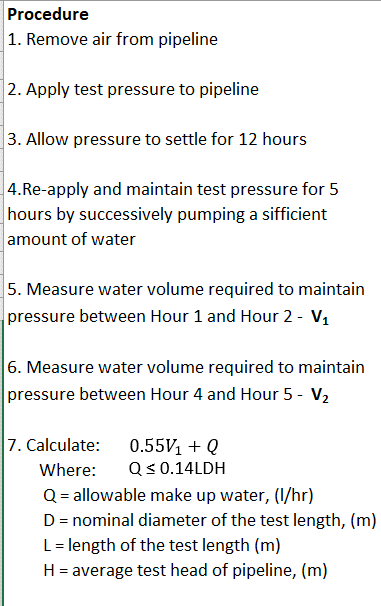 Procedure
1. Remove air from pipeline
2. Apply test pressure to pipeline
3. Allow pressure to settle for 12 hours
4.Re-apply and maintain test pressure for 5
hours by successively pumping a sifficient
amount of water
5. Measure water volume required to maintain
pressure between Hour 1 and Hour 2 - V₁
6. Measure water volume required to maintain
pressure between Hour 4 and Hour 5 - V₂
7. Calculate: 0.55V₁ + Q
Where: Q ≤ 0.14LDH
Q = allowable make up water, (l/hr)
D = nominal diameter of the test length, (m)
L = length of the test length (m)
H = average test head of pipeline, (m)